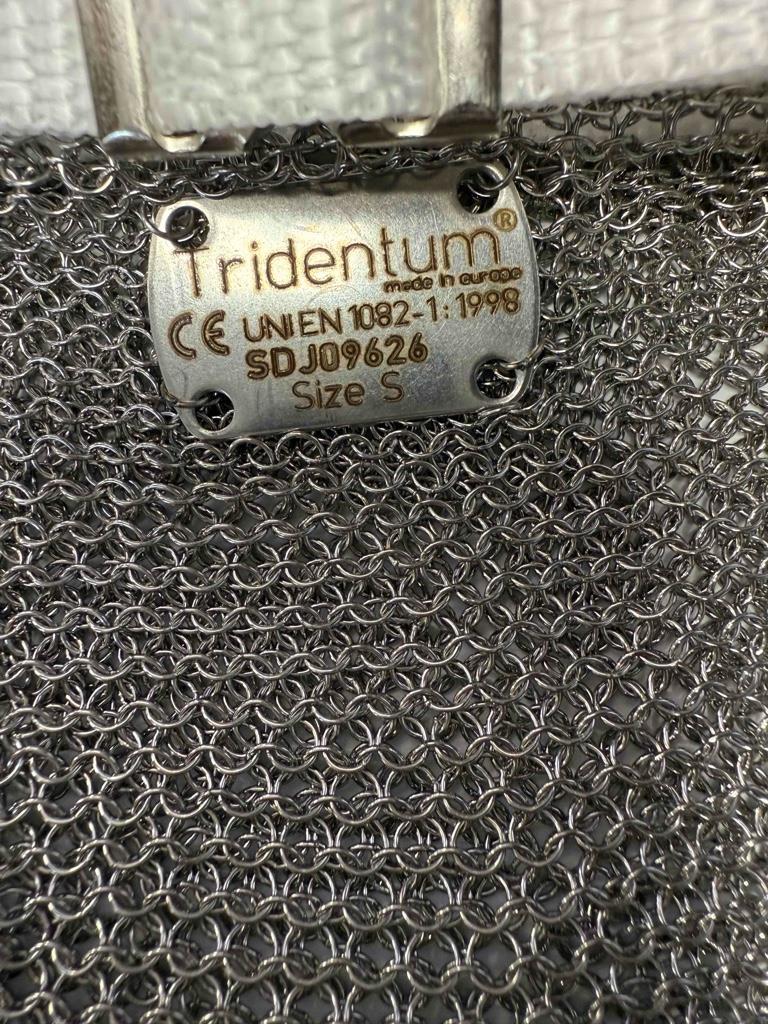 Tridentum®
made in europe
CE UNI EN 1082-1:1998
SDJ09626
Size S